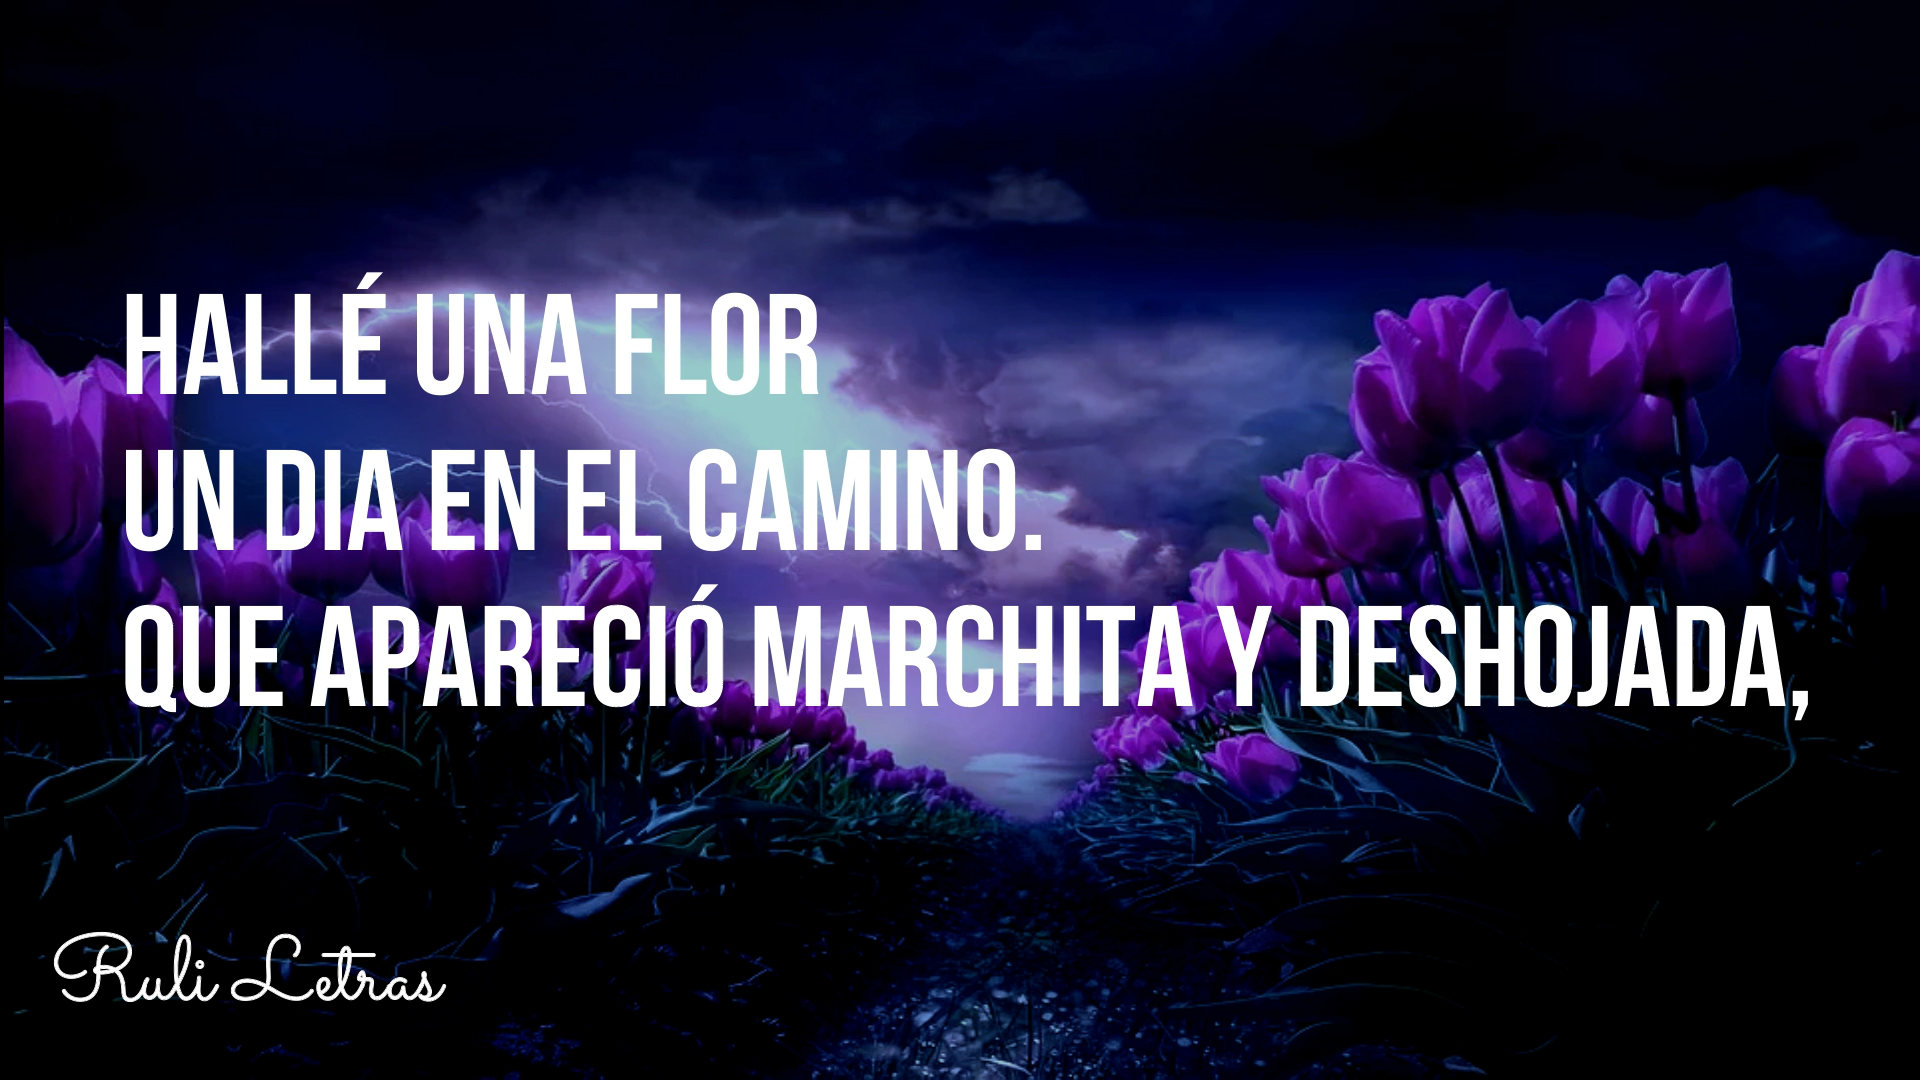 HALLÉ UNA FLOR
UN DIA EN EL CAMINO.
QUE APARECIÓ MARCHITA Y DESHOJADA,
Ruli Letras